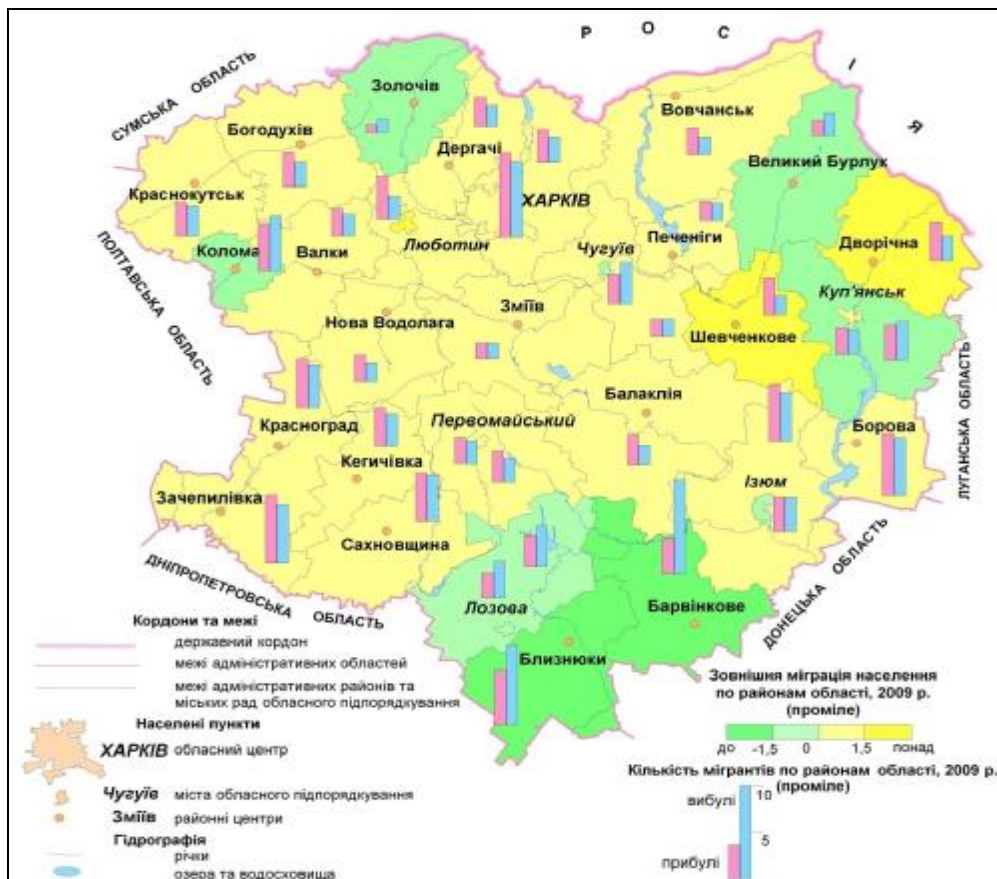 РОСІЯ
СУМСЬКА ОБЛАСТЬ
Золочів
Вовчанськ
Богодухів
Дергачі
Великий Бурлук
Краснокутськ
ХАРКІВ
ПОЛТАВСЬКА ОБЛАСТЬ
Колома
Валки
Люботин
Чугуїв
Печеніги
Дворічна
Куп'янськ
Нова Водолага
Зміїв
Шевченкове
ЛУГАНСЬКА ОБЛАСТЬ
Балаклія
Красноград
Первомайський
Борова
Кегичівка
Ізюм
Зачепилівка
Сахновщина
ДНІПРОПЕТРОВСЬКА ОБЛАСТЬ
Лозова
Барвінкове
ДОНЕЦЬКА ОБЛАСТЬ
Близнюки
Кордони та межі
державний кордон
межі адміністративних областей
межі адміністративних районів та
міських рад обласного підпорядкування
Населені пункти
ХАРКІВ обласний центр
Чугуїв міста обласного підпорядкування
Зміїв районні центри
Гідрографія
річки
озера та водосховища
Зовнішня міграція населення
по районам області, 2009 р.
(проміле)
до -1,5 0 1,5 понад
Кількість мігрантів по районам області, 2009 р.
(проміле)
вибулі 10
5
прибулі